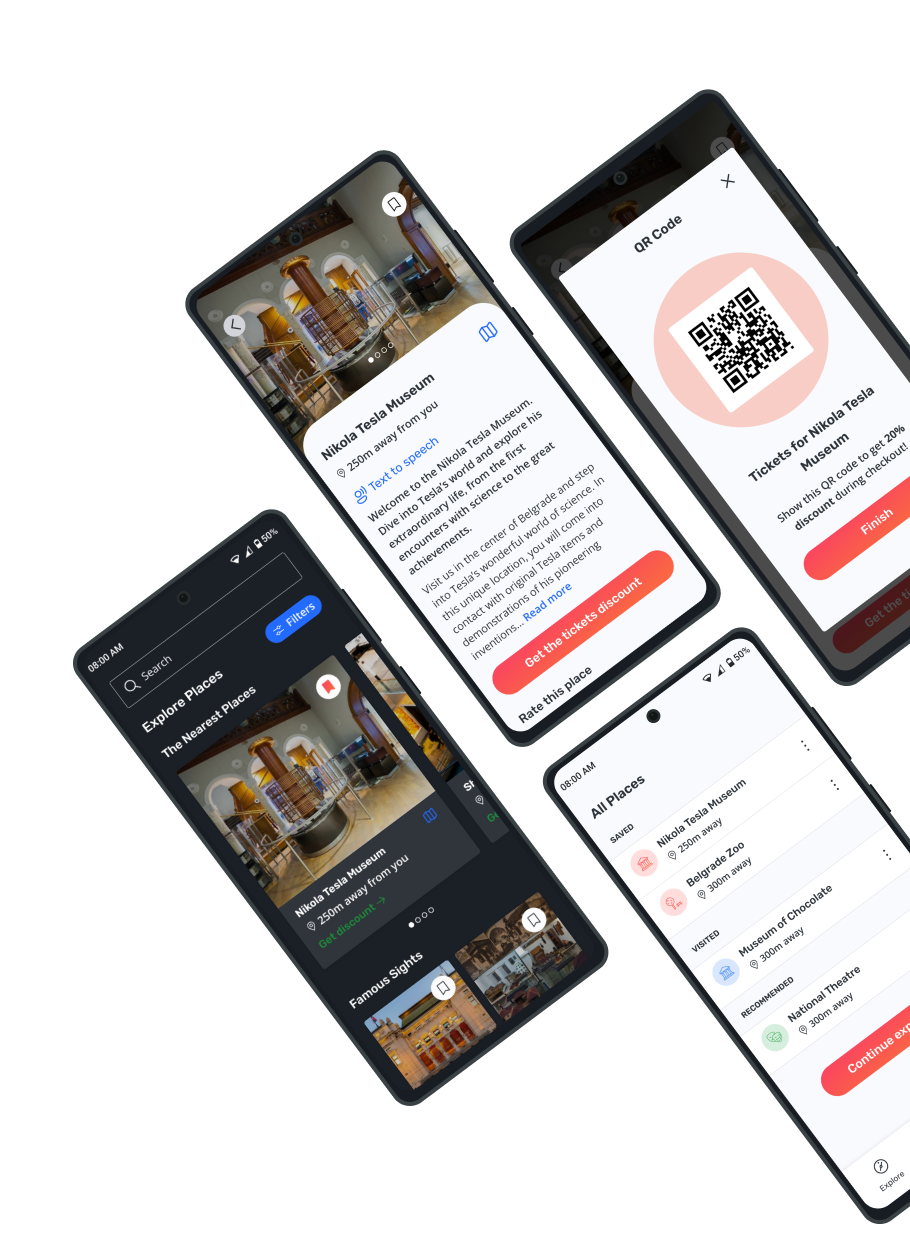 Nikola Tesla Museum
250m away from you
Text to speech
Welcome to the Nikola Tesla Museum.
Dive into Tesla's world and explore his
extraordinary life, from the first
encounters with science to the great
achievements.
Visit us in the center of Belgrade and step
into Tesla's wonderful world of science. In
this unique location, you will come into
contact with original Tesla items and
demonstrations of his pioneering
inventions... Read more
Get the tickets discount
Rate this place
QR Code
Tickets for Nikola Tesla
Museum
Show this QR code to get 20%
discount during checkout!
Finish
Get the ti
08:00 AM
50%
Search
Filters
Explore Places
The Nearest Places
Nikola Tesla Museum
250m away from you
Get discount →
St
Ge
Famous Sights
08:00 AM
50%
All Places
SAVED
Nikola Tesla Museum
250m away
Belgrade Zoo
300m away
VISITED
Museum of Chocolate
300m away
RECOMMENDED
National Theatre
300m away
Continue exp
Explore